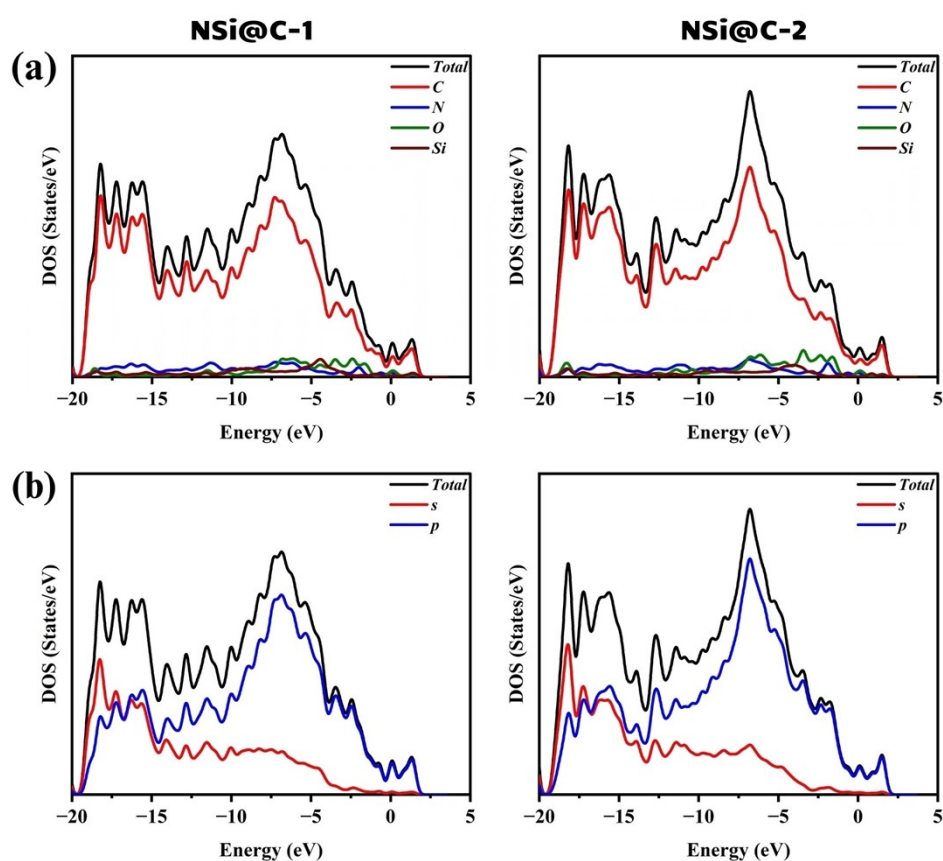 NSi@C-1 NSi@C-2
(a)
Total
C
N
O
Si
DOS (States/eV)
−20 −15 −10 −5 0 5
Energy (eV)
Total
C
N
O
Si
DOS (States/eV)
−20 −15 −10 −5 0 5
Energy (eV)
(b)
Total
s
p
DOS (States/eV)
−20 −15 −10 −5 0 5
Energy (eV)
Total
s
p
DOS (States/eV)
−20 −15 −10 −5 0 5
Energy (eV)